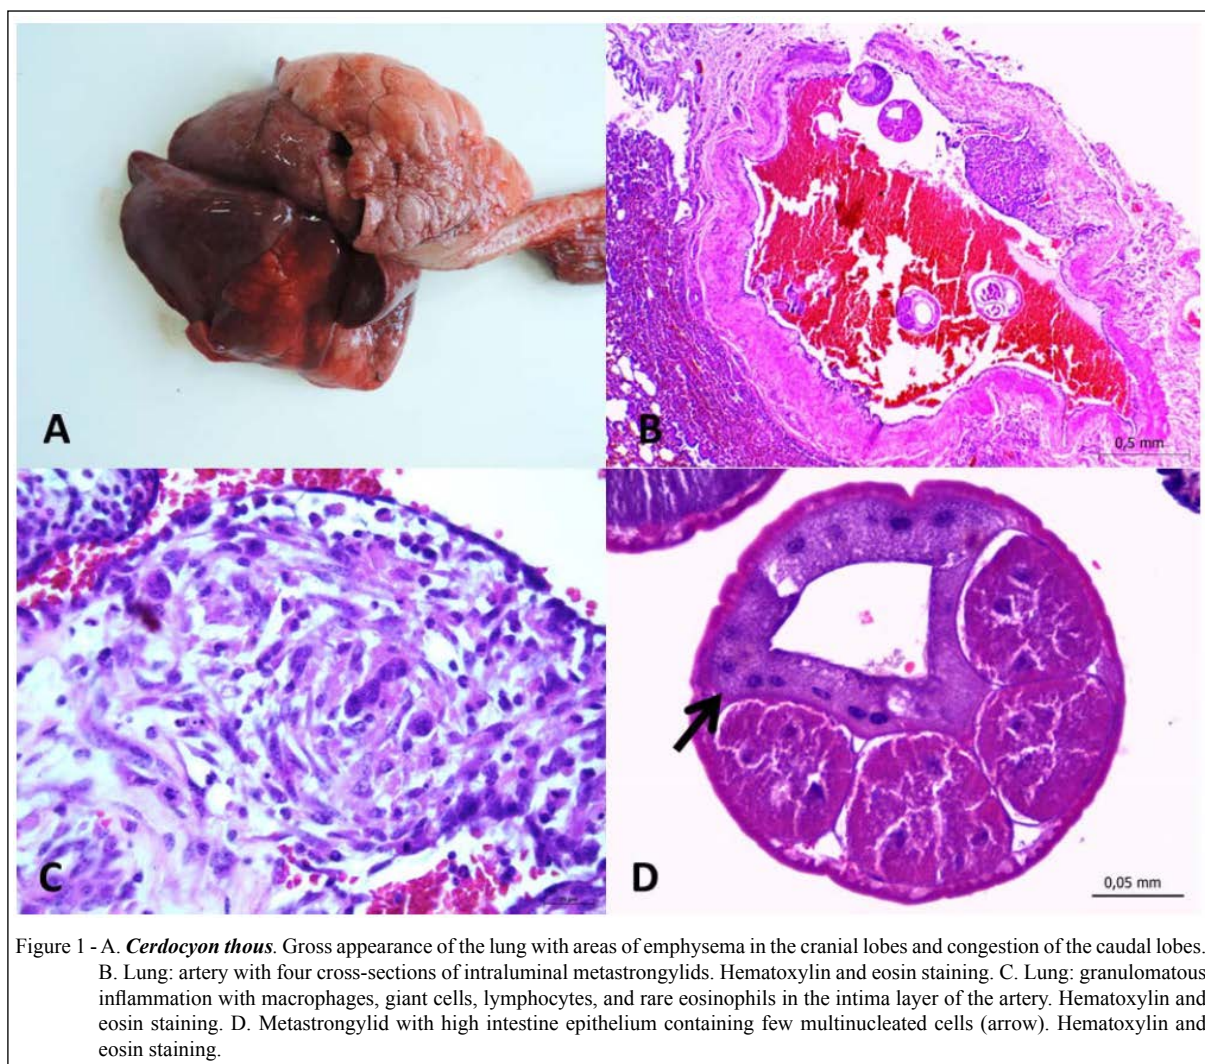 A
B
0,5 mm
C
D
0,05 mm
Figure 1 - A. Cerdocyon thous. Gross appearance of the lung with areas of emphysema in the cranial lobes and congestion of the caudal lobes.
B. Lung: artery with four cross-sections of intraluminal metastrongylids. Hematoxylin and eosin staining. C. Lung: granulomatous
inflammation with macrophages, giant cells, lymphocytes, and rare eosinophils in the intima layer of the artery. Hematoxylin and
eosin staining. D. Metastrongylid with high intestine epithelium containing few multinucleated cells (arrow). Hematoxylin and
eosin staining.